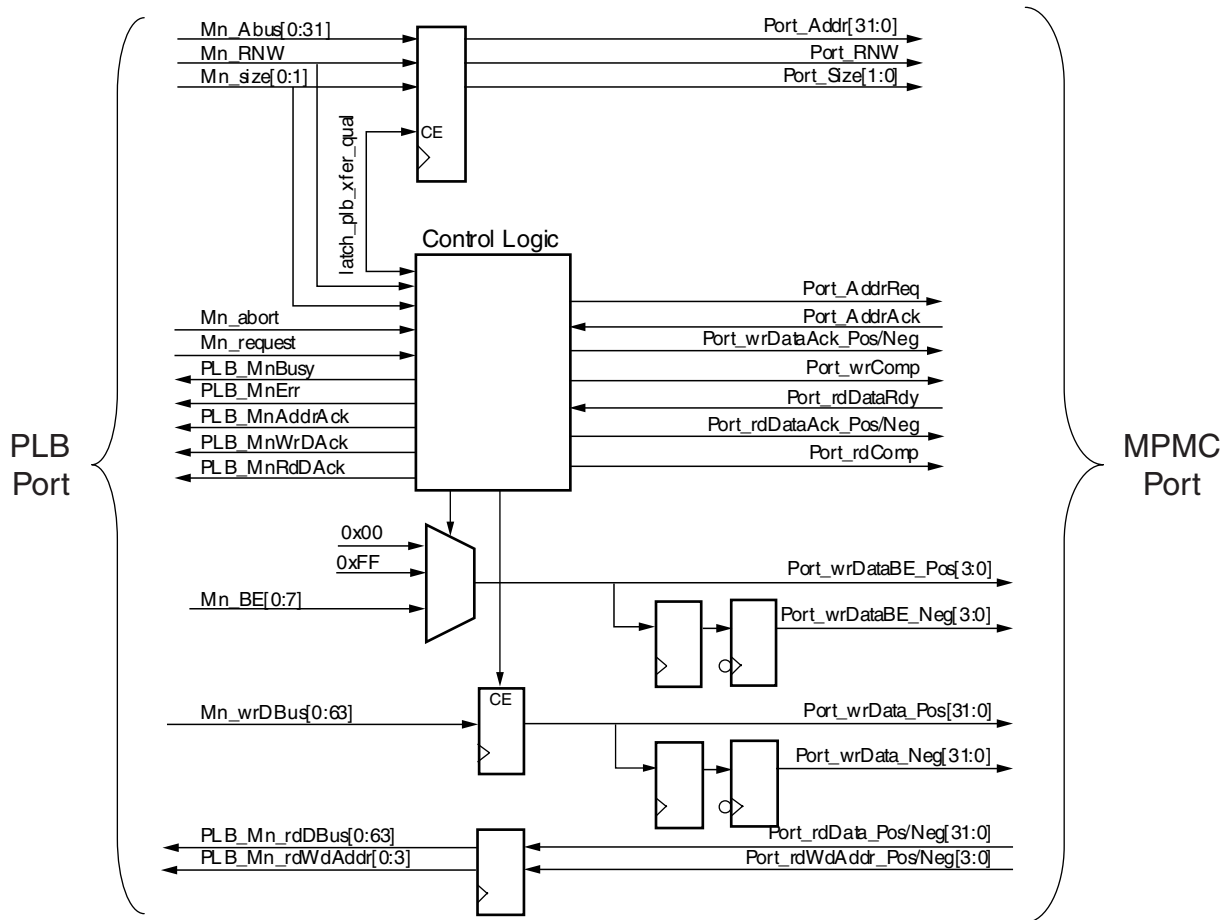 Mn_Abus[0:31]
Port_Addr[31:0]
Mn_RNW
Port_RNW
Mn_size[0:1]
Port_Size[1:0]
CE
latch_plb_xfer_qual
Control Logic
Port_AddrReq
Mn_abort
Port_AddrAck
Mn_request
Port_wrDataAck_Pos/Neg
PLB_MnBusy
Port_wrComp
PLB_MnErr
Port_rdDataRdy
PLB_MnAddrAck
Port_rdDataAck_Pos/Neg
PLB_MnWrDAck
Port_rdComp
PLB_MnRdDAck
PLB
Port
MPMC
Port
0x00
0xFF
Port_wrDataBE_Pos[3:0]
Mn_BE[0:7]
Port_wrDataBE_Neg[3:0]
CE
Mn_wrDBus[0:63]
Port_wrData_Pos[31:0]
Port_wrData_Neg[31:0]
PLB_Mn_rdDBus[0:63]
Port_rdData_Pos/Neg[31:0]
PLB_Mn_rdWdAddr[0:3]
Port_rdWdAddr_Pos/Neg[3:0]